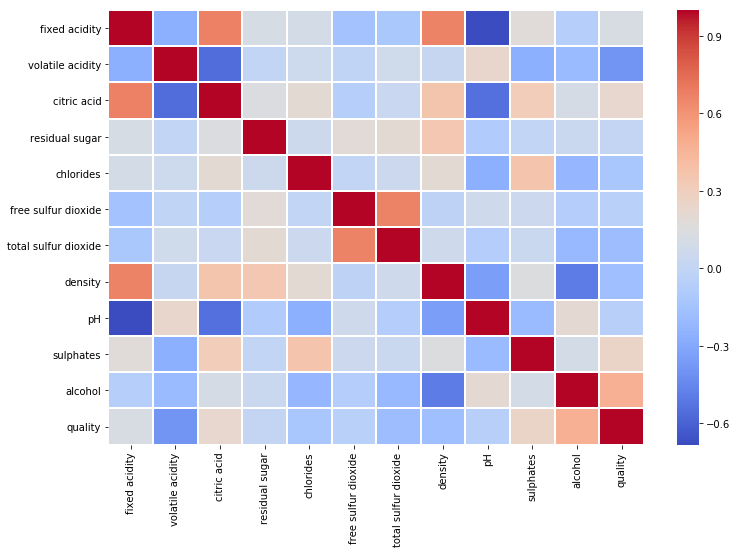 fixed acidity
volatile acidity
citric acid
residual sugar
chlorides
free sulfur dioxide
total sulfur dioxide
density
pH
sulphates
alcohol
quality
fixed acidity
volatile acidity
citric acid
residual sugar
chlorides
free sulfur dioxide
total sulfur dioxide
density
pH
sulphates
alcohol
quality
0.9
0.6
0.3
0.0
−0.3
−0.6